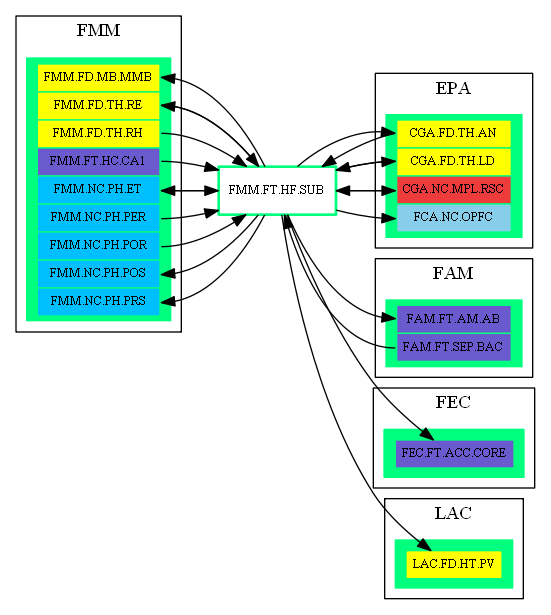 FMM
FMM.FD.MB.MMB
FMM.FD.TH.RE
FMM.FD.TH.RH
FMM.FT.HC.CA1
FMM.NC.PH.ET
FMM.NC.PH.PER
FMM.NC.PH.POR
FMM.NC.PH.POS
FMM.NC.PH.PRS
FMM.FT.HF.SUB
EPA
CGA.FD.TH.AN
CGA.FD.TH.LD
CGA.NC.MPL.RSC
FCA.NC.OPFC
FAM
FAM.FT.AM.AB
FAM.FT.SEP.BAC
FEC
FEC.FT.ACC.CORE
LAC
LAC.FD.HT.PV